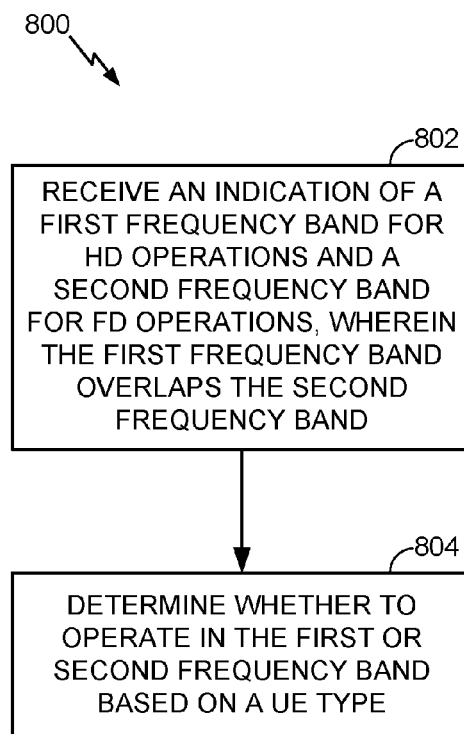 800
802
RECEIVE AN INDICATION OF A
FIRST FREQUENCY BAND FOR
HD OPERATIONS AND A
SECOND FREQUENCY BAND
FOR FD OPERATIONS, WHEREIN
THE FIRST FREQUENCY BAND
OVERLAPS THE SECOND
FREQUENCY BAND
804
DETERMINE WHETHER TO
OPERATE IN THE FIRST OR
SECOND FREQUENCY BAND
BASED ON A UE TYPE